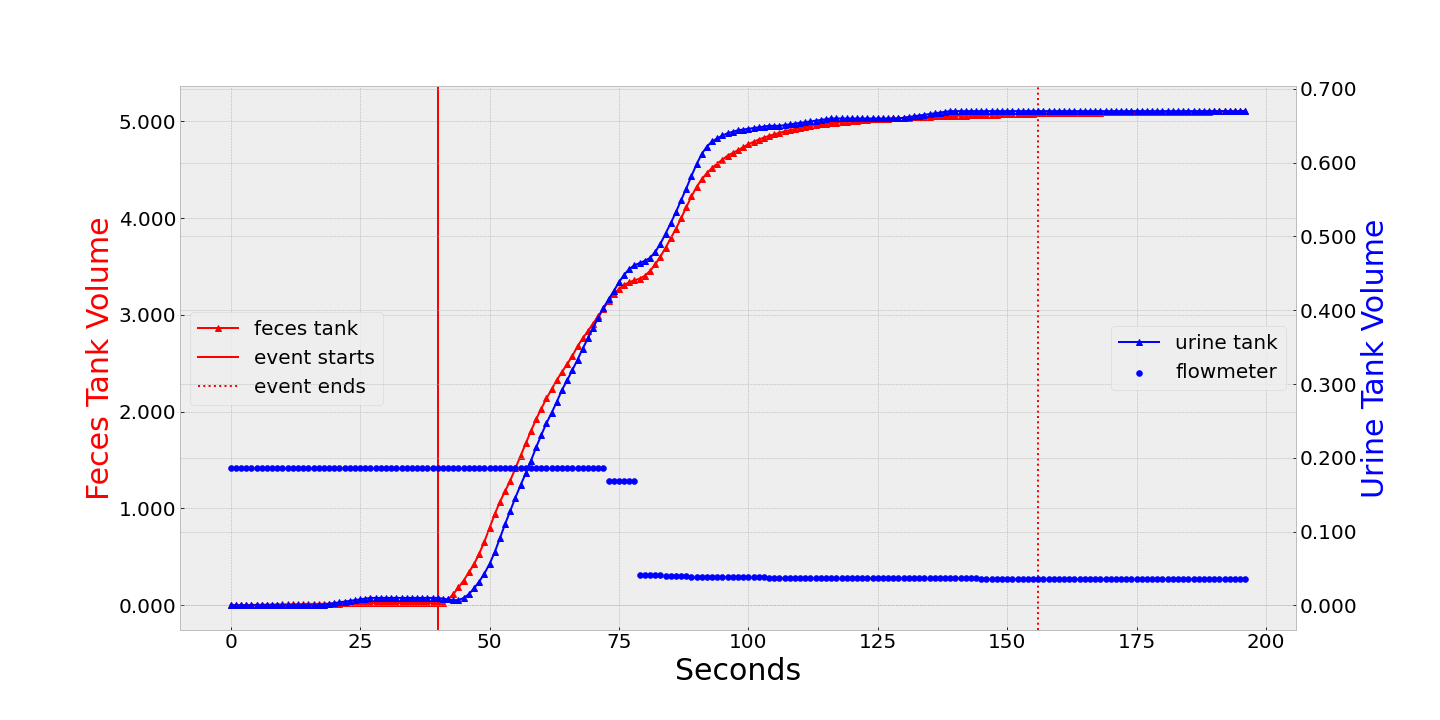 Feces Tank Volume
5.000
4.000
3.000
2.000
1.000
0.000
feces tank
event starts
event ends
0.700
0.600
0.500
0.400
0.300
0.200
0.100
0.000
Urine Tank Volume
urine tank
flowmeter
0 25 50 75 100 125 150 175 200
Seconds